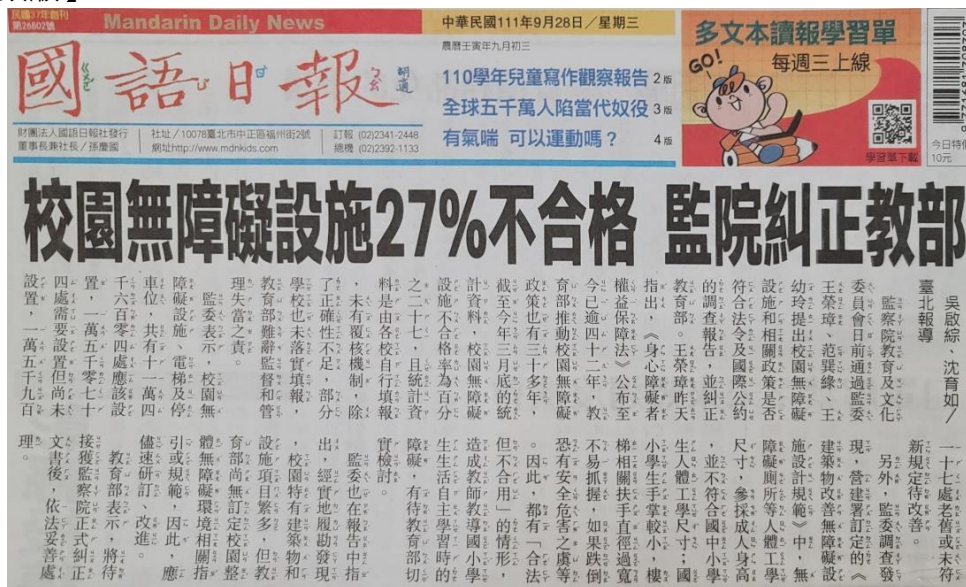 民國37年創刊
第26802號
Mandarin Daily News
國語日報
財團法人國語日報社發行
董事長兼社長/孫慶國
社址/10078臺北市中正區福州街2號
網址http://www.mdnkids.com
訂報 (02)2341-2448
總機 (02)2392-1133
中華民國111年9月28日/星期三
農曆壬寅年九月初三
110學年兒童寫作觀察報告 2版
全球五千萬人陷當代奴役 3版
有氣喘 可以運動嗎? 4版
多文本讀報學習單
每週三上線
GO!
學習單下載
今日特價
10元
校園無障礙設施27%不合格 監院糾正教部
吳啟綜、沈育如/
臺北報導
監察院教育及文化
委員會日前通過監委
王榮璋、范巽綠、王
幼玲提出校園無障礙
設施和相關政策是否
符合法令及國際公約
的調查報告,並糾正
教育部。王榮璋昨天
指出,《身心障礙者
權益保障法》公布至
今已逾四十二年,教
育部推動校園無障礙
政策也有三十多年,
截至今年三月底的統
計資料,校園無障礙
設施不合格率為百分
之二十七,且統計資
料是由各校自行填報
,未有覆核機制,除
了正確性不足,部分
學校也未落實填報,
教育部難辭監督和管
理失當之責。
監委表示,校園無
障礙設施、電梯及停
車位,共有十一萬四
千六百零四處應該設
置,一萬五千零七十
四處需要設置但尚未
設置,一萬五千九百
一十七處老舊或未符
新規定待改善。
另外,監委調查發
現,營建署訂定的《
建築物改善無障礙設
施設計規範》中,無
障礙廁所等人體工學
尺寸,參採成人身高
,並不符合國中小學
生人體工學尺寸;國
小學生手掌較小,樓
梯相關扶手直徑過寬
不易抓握,如果跌倒
恐有安全危害之虞等
。因此,都有「合法
但不合用」的情形,
造成教師教導國小學
生生活自主學習時的
障礙,有待教育部切
實檢討。
監委也在報告中指
出,經實地履勘發現
,校園特有建築物和
設施項目繁多,但教
育部尚無訂定校園整
體無障礙環境相關指
引或規範,因此,應
儘速研訂、改進。
教育部表示,將待
接獲監察院正式糾正
文書後,依法妥善處
理。